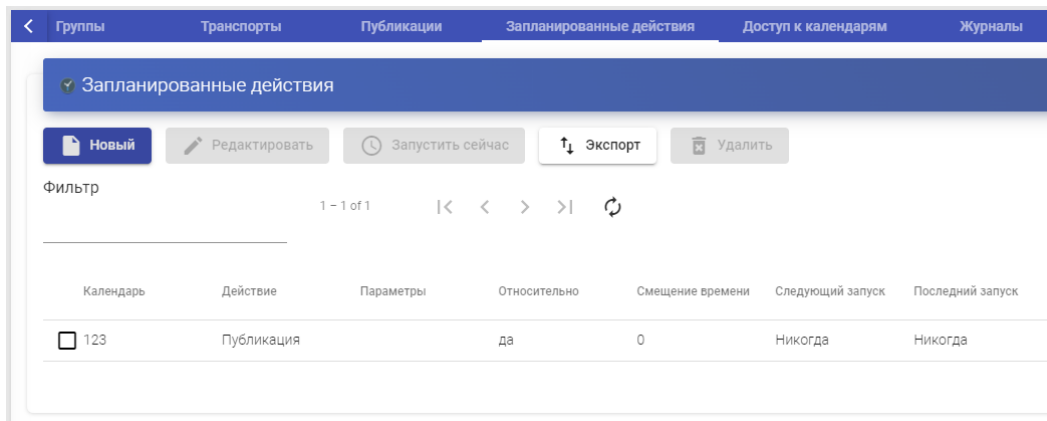 Группы Транспорты Публикации Запланированные действия Доступ к календарям Журналы
Запланированные действия
Новый Редактировать Запустить сейчас Экспорт Удалить
Фильтр
1 – 1 of 1
Календарь Действие Параметры Относительно Смещение времени Следующий запуск Последний запуск
123 Публикация да 0 Никогда Никогда